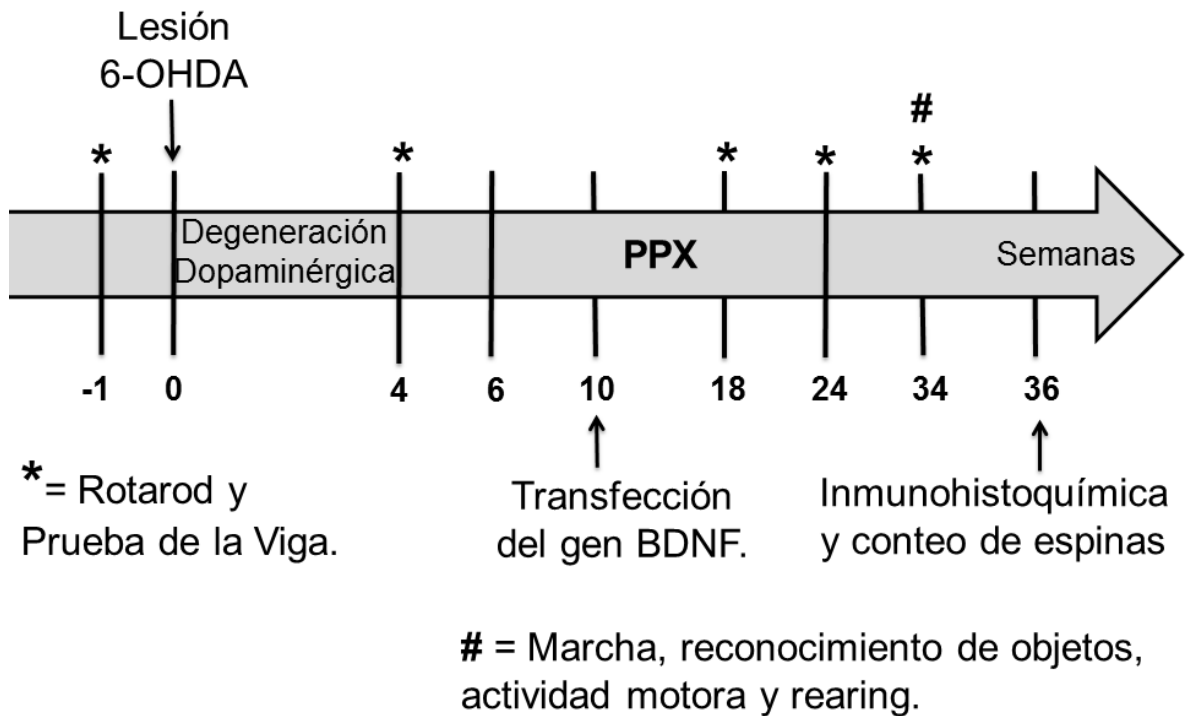 Lesión
6-OHDA
#
* * * * *
Degeneración
Dopaminérgica
PPX
Semanas
-1 0 4 6 10 18 24 34 36
*= Rotarod y
Prueba de la Viga.
Transfección
del gen BDNF.
Inmunohistoquímica
y conteo de espinas
# = Marcha, reconocimiento de objetos,
actividad motora y rearing.